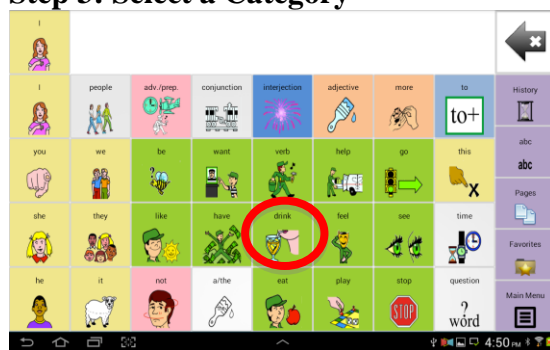 Step 3: Select a Category
I
I people adv./prep. conjunction interjection adjective more to History
to+
you we be want verb help go this abc
abc
x
she they like have drink feel see time Pages
Favorites
he it not a/the eat play stop question Main Menu
STOP
?
word
4:50 PM